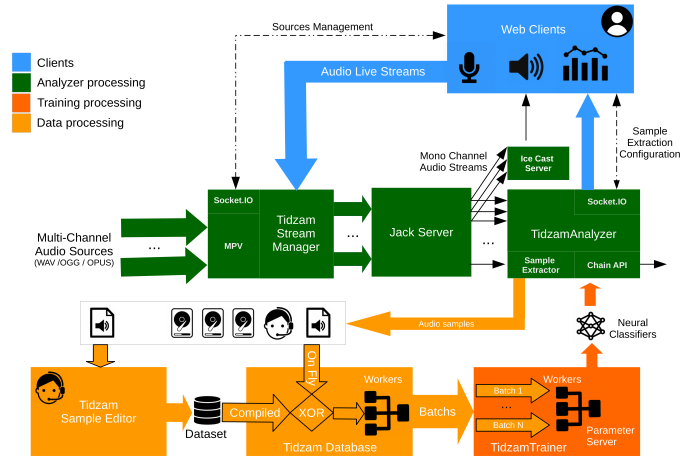 Sources Management
Web Clients
Clients
Analyzer processing
Training processing
Data processing
Audio Live Streams
Mono Channel
Audio Streams
Ice Cast
Server
Sample
Extraction
Configuration
Socket.IO
MPV
Tidzam
Stream
Manager
...
Jack Server
...
Socket.IO
TidzamAnalyzer
Sample
Extractor
Chain API
Multi-Channel
Audio Sources
(WAV /OGG / OPUS)
...
Audio samples
Neural
Classifiers
Tidzam
Sample Editor
Dataset
Compiled
On Fly
XOR
Workers
Tidzam Database
Batchs
Batch 1
...
Batch N
Workers
Parameter
Server
TidzamTrainer